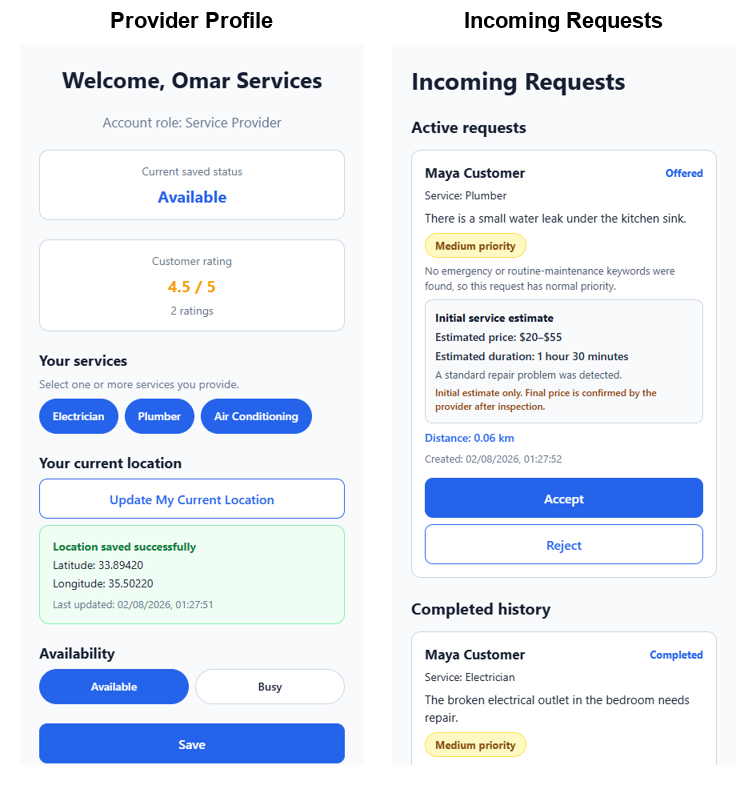 Provider Profile
Welcome, Omar Services
Account role: Service Provider
Current saved status
Available
Customer rating
4.5 / 5
2 ratings
Your services
Select one or more services you provide.
Electrician
Plumber
Air Conditioning
Your current location
Update My Current Location
Location saved successfully
Latitude: 33.89420
Longitude: 35.50220
Last updated: 02/08/2026, 01:27:51
Availability
Available
Busy
Save
Incoming Requests
Incoming Requests
Active requests
Maya Customer
Offered
Service: Plumber
There is a small water leak under the kitchen sink.
Medium priority
No emergency or routine-maintenance keywords were
found, so this request has normal priority.
Initial service estimate
Estimated price: $20–$55
Estimated duration: 1 hour 30 minutes
A standard repair problem was detected.
Initial estimate only. Final price is confirmed by the
provider after inspection.
Distance: 0.06 km
Created: 02/08/2026, 01:27:52
Accept
Reject
Completed history
Maya Customer
Completed
Service: Electrician
The broken electrical outlet in the bedroom needs
repair.
Medium priority